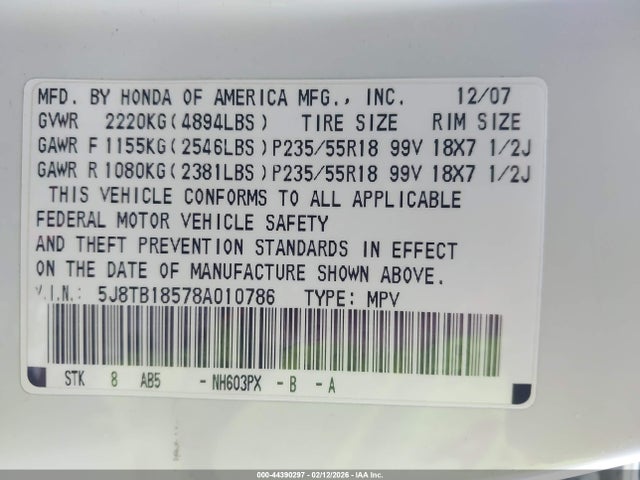 MFD. BY HONDA OF AMERICA MFG., INC. 12/07
GVWR 2220KG(4894LBS) TIRE SIZE RIM SIZE
GAWR F 1155KG(2546LBS)P235/55R18 99V 18X7 1/2J
GAWR R 1080KG(2381LBS)P235/55R18 99V 18X7 1/2J
THIS VEHICLE CONFORMS TO ALL APPLICABLE
FEDERAL MOTOR VEHICLE SAFETY
AND THEFT PREVENTION STANDARDS IN EFFECT
ON THE DATE OF MANUFACTURE SHOWN ABOVE.
V.I.N.: 5J8TB18578A010786 TYPE: MPV
STK 8 AB5 -NH603PX -B -A
000-44390297 - 02/12/2026 - IAA Inc.